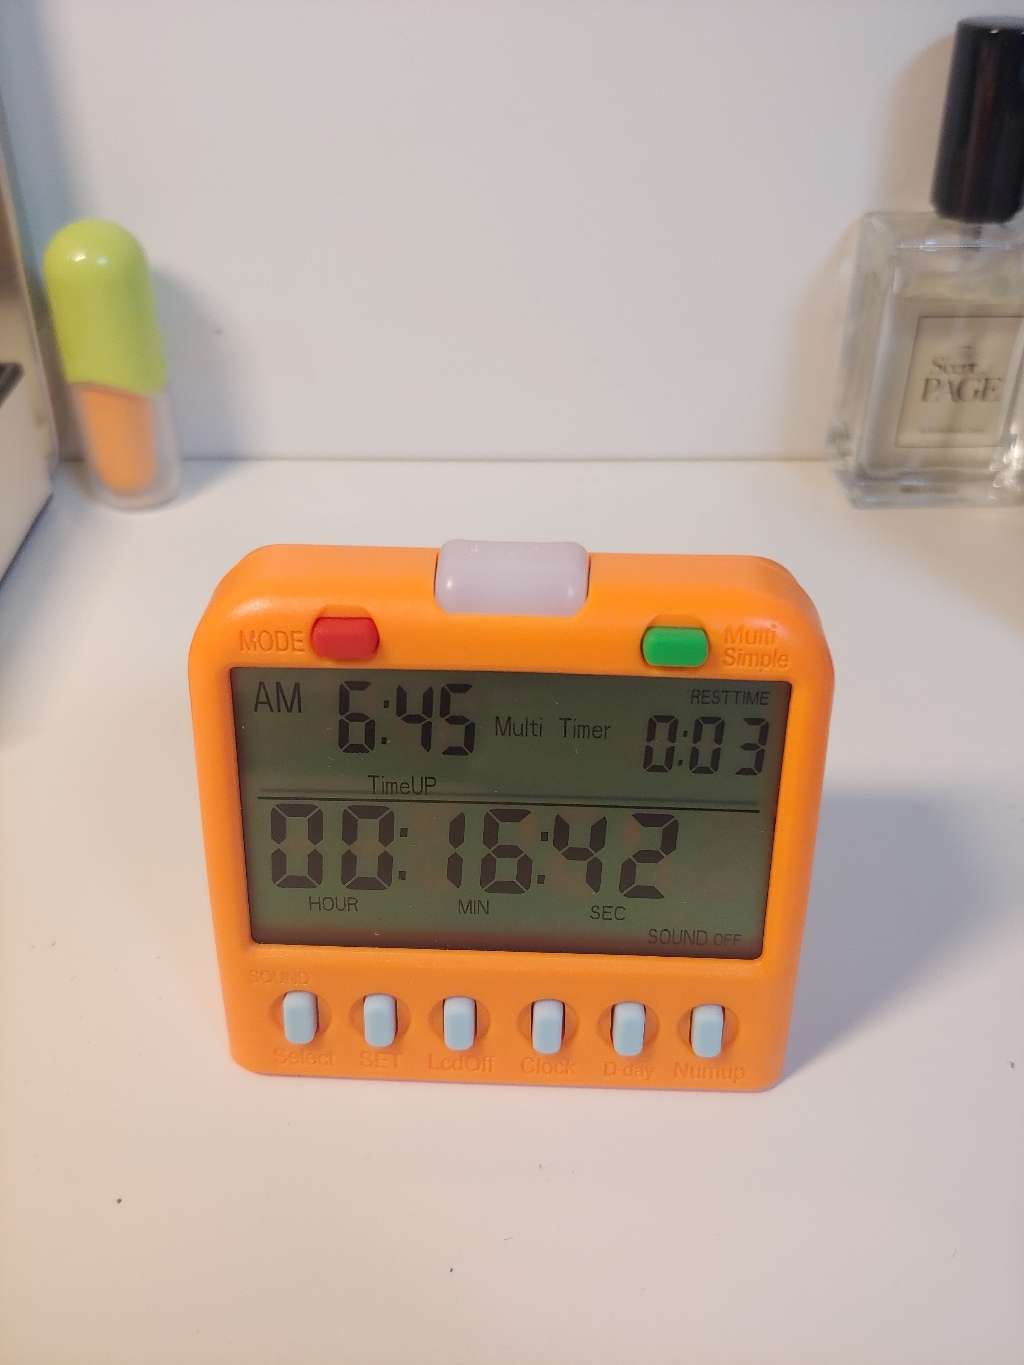 Scent
PAGE
MODE
Multi
Simple
AM 6:45 Multi Timer
RESTTIME
0:03
TimeUP
00:16:42
HOUR MIN SEC
SOUND OFF
SOUND
Select SET LcdOff Clock D-day Numup